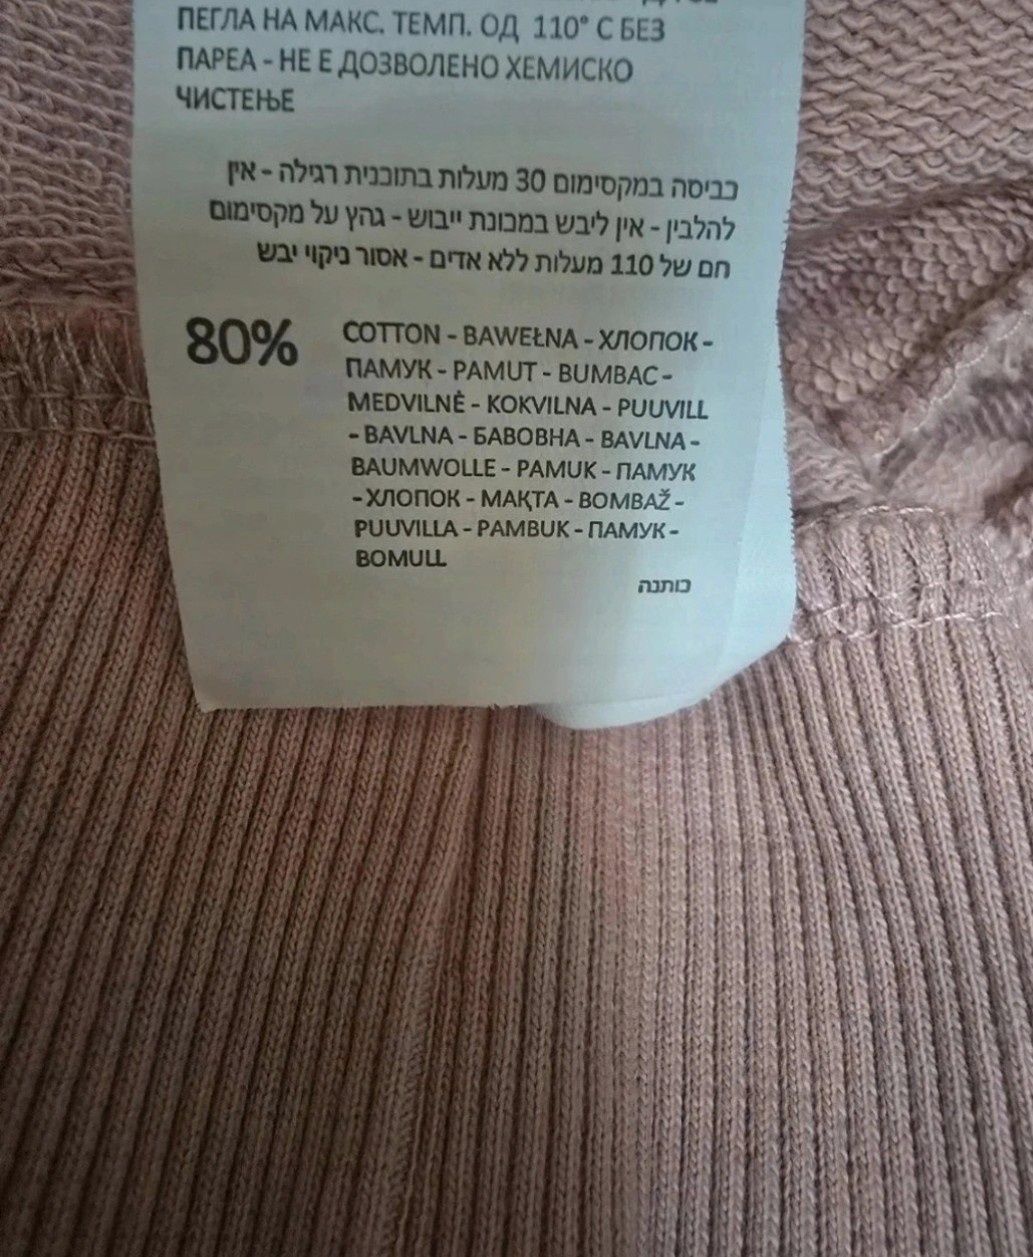 ПЕГЛА НА МАКС. ТЕМП. ОД 110° С БЕЗ
ПАРЕА - НЕ Е ДОЗВОЛЕНО ХЕМИСКО
ЧИСТЕЊЕ
כביסה במקסימום 30 מעלות בתוכנית רגילה - אין
להלבין - אין ליבש במכונת ייבוש - גהץ על מקסימום
חם של 110 מעלות ללא אדים - אסור ניקוי יבש
80%
COTTON - BAWEŁNA - ХЛОПОК -
ПАМУК - PAMUT - BUMBAC -
MEDVILNĖ - KOKVILNA - PUUVILL
- BAVLNA - БАВОВНА - BAVLNA -
BAUMWOLLE - PAMUK - ПАМУК
- ХЛОПОК - МАҚТА - BOMBAŽ -
PUUVILLA - PAMBUK - ПАМУК -
BOMULL
כותנה